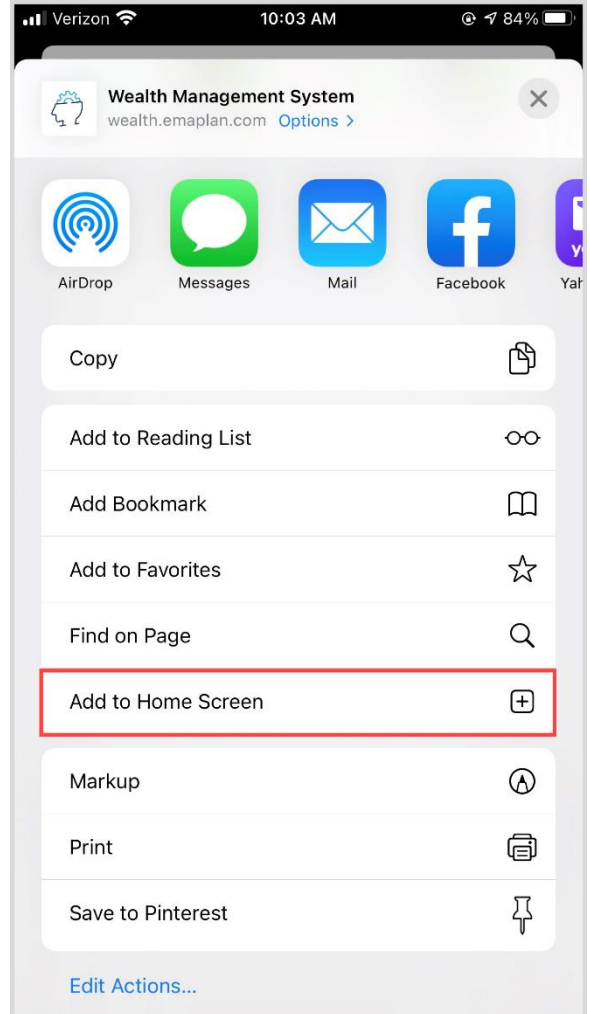 Verizon 10:03 AM 84%
Wealth Management System
wealth.emaplan.com Options >
AirDrop Messages Mail Facebook Yah
Copy
Add to Reading List
Add Bookmark
Add to Favorites
Find on Page
Add to Home Screen
Markup
Print
Save to Pinterest
Edit Actions...